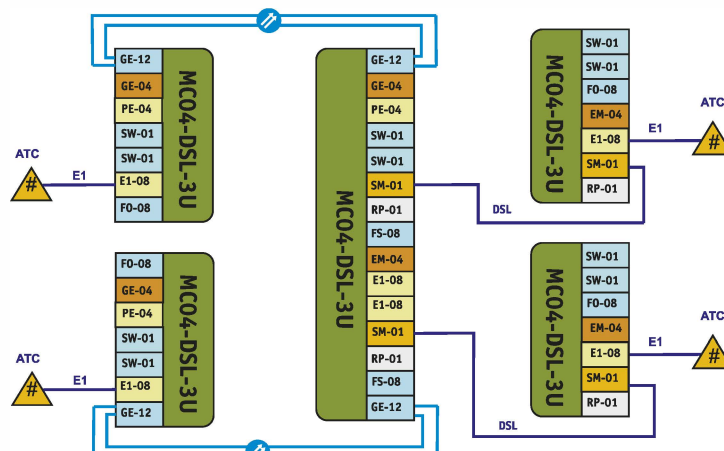 GE-12
GE-04
PE-04
SW-01
SW-01
E1-08
FO-08
MC04-DSL-3U
ATC
#
E1
FO-08
GE-04
PE-04
SW-01
SW-01
E1-08
GE-12
MC04-DSL-3U
ATC
#
E1
MC04-DSL-3U
GE-12
GE-04
PE-04
SW-01
SW-01
SM-01
RP-01
FS-08
EM-04
E1-08
E1-08
SM-01
RP-01
FS-08
GE-12
DSL
DSL
MC04-DSL-3U
SW-01
SW-01
FO-08
EM-04
E1-08
SM-01
RP-01
E1
ATC
#
MC04-DSL-3U
SW-01
SW-01
FO-08
EM-04
E1-08
SM-01
RP-01
E1
ATC
#